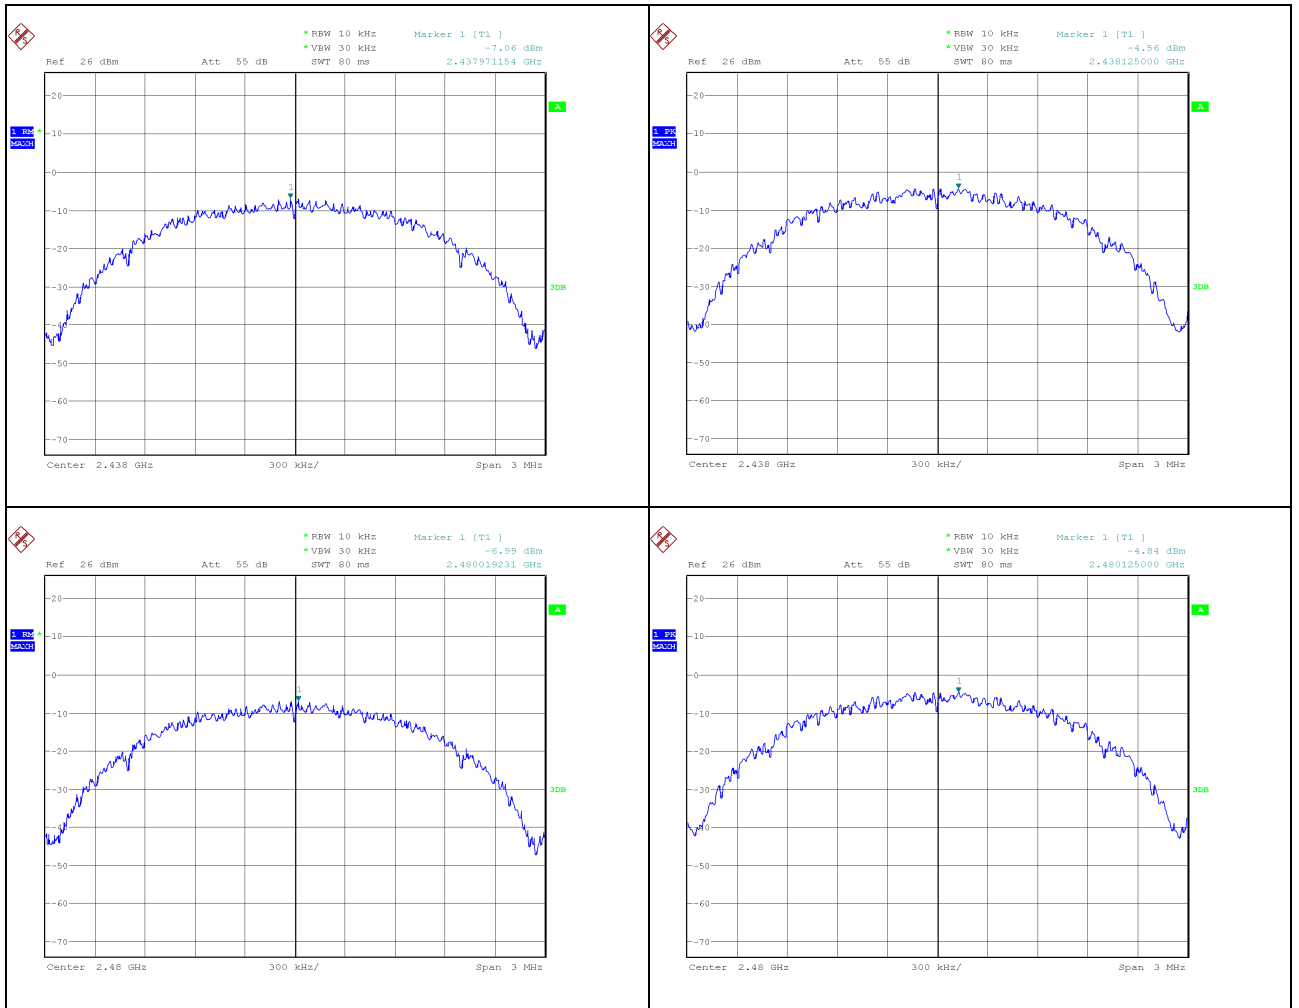 R S
* RBW 10 kHz Marker 1 [T1 ]
* VBW 30 kHz -7.06 dBm
Ref 26 dBm Att 55 dB SWT 80 ms 2.437971154 GHz
20
A
1 RM *
10
MAXH
0
1
-10
-20
-30
3DB
-40
-50
-60
-70
Center 2.438 GHz 300 kHz/ Span 3 MHz
R S
* RBW 10 kHz Marker 1 [T1 ]
* VBW 30 kHz -4.56 dBm
Ref 26 dBm Att 55 dB SWT 80 ms 2.438125000 GHz
20
A
1 PK
10
MAXH
0
1
-10
-20
-30
3DB
-40
-50
-60
-70
Center 2.438 GHz 300 kHz/ Span 3 MHz
R S
* RBW 10 kHz Marker 1 [T1 ]
* VBW 30 kHz -6.99 dBm
Ref 26 dBm Att 55 dB SWT 80 ms 2.480019231 GHz
20
A
1 RM *
10
MAXH
0
1
-10
-20
-30
3DB
-40
-50
-60
-70
Center 2.48 GHz 300 kHz/ Span 3 MHz
R S
* RBW 10 kHz Marker 1 [T1 ]
* VBW 30 kHz -4.84 dBm
Ref 26 dBm Att 55 dB SWT 80 ms 2.480125000 GHz
20
A
1 PK
10
MAXH
0
1
-10
-20
-30
3DB
-40
-50
-60
-70
Center 2.48 GHz 300 kHz/ Span 3 MHz